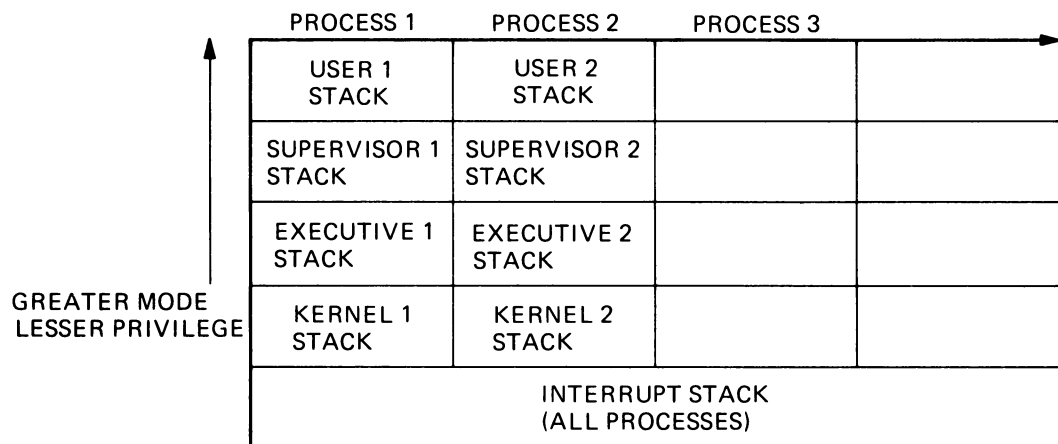 PROCESS 1 PROCESS 2 PROCESS 3
USER 1 USER 2
STACK STACK
SUPERVISOR 1 SUPERVISOR 2
STACK STACK
EXECUTIVE 1 EXECUTIVE 2
STACK STACK
GREATER MODE
LESSER PRIVILEGE
KERNEL 1 KERNEL 2
STACK STACK
INTERRUPT STACK
(ALL PROCESSES)